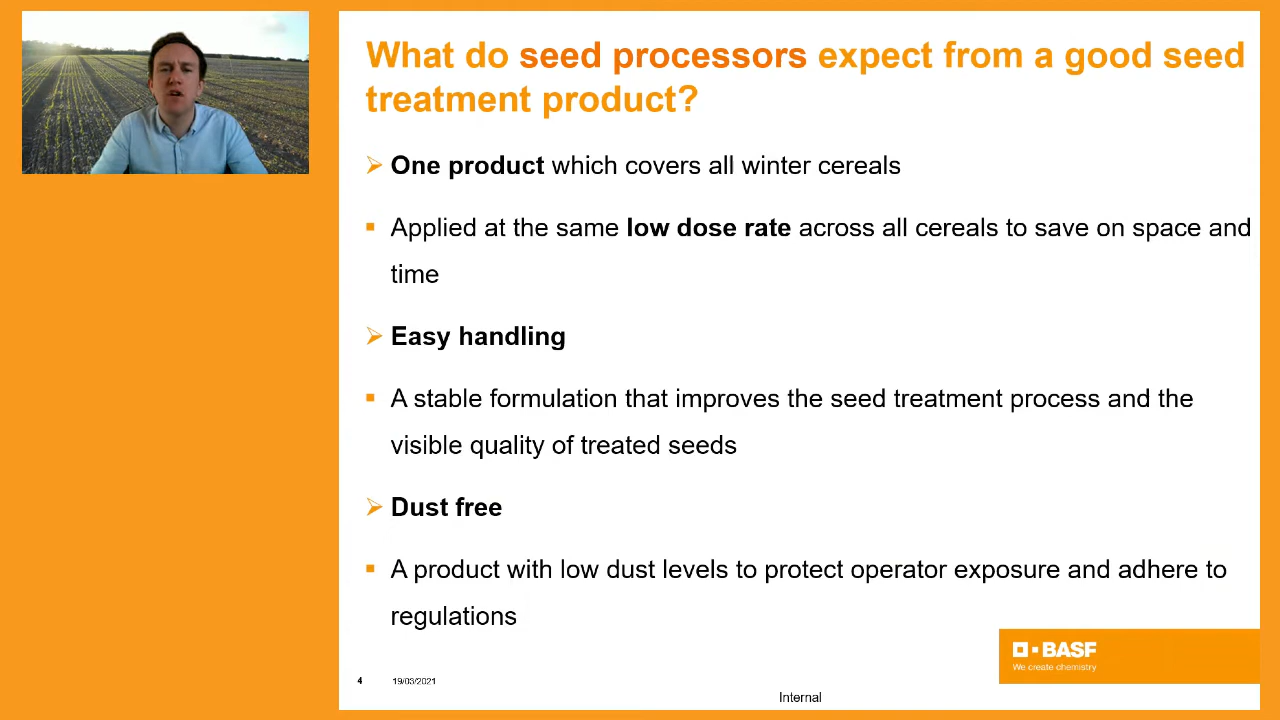 What do seed processors expect from a good seed
treatment product?
One product which covers all winter cereals
Applied at the same low dose rate across all cereals to save on space and
time
Easy handling
A stable formulation that improves the seed treatment process and the
visible quality of treated seeds
Dust free
A product with low dust levels to protect operator exposure and adhere to
regulations
BASF
We create chemistry
4 19/03/2021
Internal